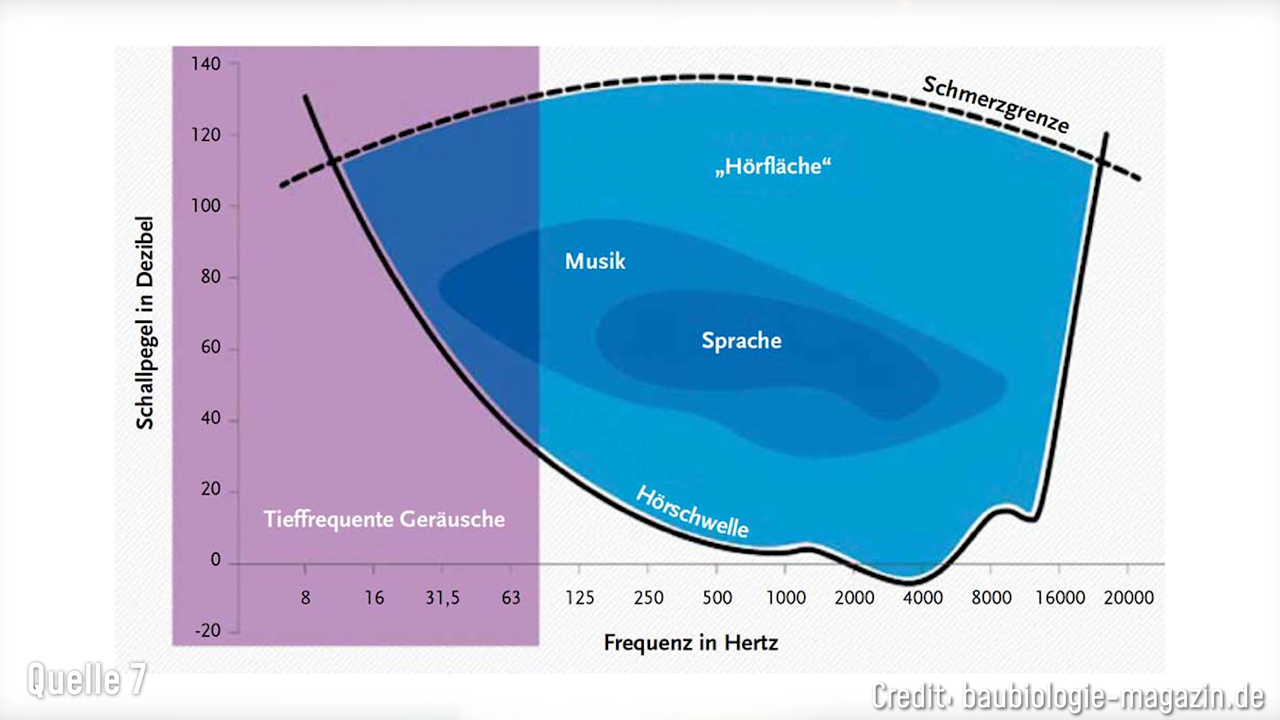 140
120
100
80
60
40
20
0
-20
Schallpegel in Dezibel
Schmerzgrenze
„Hörfläche“
Musik
Sprache
Hörschwelle
Tieffrequente Geräusche
8 16 31,5 63 125 250 500 1000 2000 4000 8000 16000 20000
Frequenz in Hertz
Quelle 7
Credit: baubiologie-magazin.de